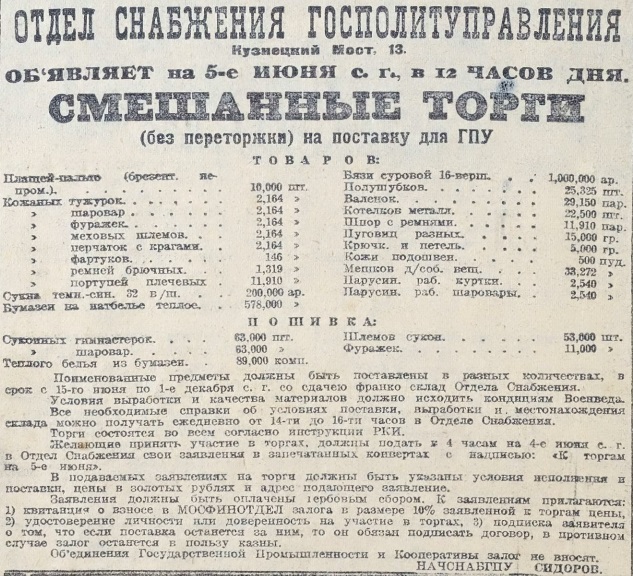 ОТДЕЛ СНАБЖЕНИЯ ГОСПОЛИТУПРАВЛЕНИЯ
Кузнецкий Мост, 13.
ОБ'ЯВЛЯЕТ на 5-е ИЮНЯ с. г., в 12 ЧАСОВ ДНЯ.
СМЕШАННЫЕ ТОРГИ
(без переторжки) на поставку для ГПУ
ТОВАРОВ:
Плащей-пальто (брезент. не-
пром.). 10,000 шт.
Кожаных тужурок. 2,164 »
» шаровар 2,164 »
» фуражек. 2,164 »
» меховых шлемов. 2,164 »
» перчаток с крагами. 2,164 »
» фартуков. 146 »
» ремней брючных. 1,319 »
» портупей плечевых 11,910 »
Сукна темн.-син. 32 в/ш. 200,000 ар.
Бумазеи на натбелье теплое. 578,000 »
Бязи суровой 16-верш. 1,060,000 ар.
Полушубков. 25,325 шт.
Валенок. 29,150 пар.
Котелков металл. 22,500 шт.
Шпор с ремнями. 11,910 пар.
Пуговиц разных. 15,000 гр.
Крючк. и петель. 5,000 гр.
Кожи подошвен. 500 пуд.
Мешков д/соб. вещ. 33,272 »
Парусин. раб. куртки. 2,540 »
Парусин. раб. шаровары. 2,540 »
ПОШИВКА:
Суконных гимнастерок. 63,000 шт.
» шаровар. 63,000 »
Теплого белья из бумазеи. 89,000 комп.
Шлемов сукон. 53,000 шт.
Фуражек. 11,000 »
Поименованные предметы должны быть поставлены в разных количествах, в
срок с 15-го июня по 1-е декабря с. г. со сдачею франко склад Отдела Снабжения.
Условия выработки и качества материалов должно исходить кондициям Военведа.
Все необходимые справки об условиях поставки, выработки и местонахождения
склада можно получать ежедневно от 14-ти до 16-ти часов в Отделе Снабжения.
Торги состоятся во всем согласно инструкции РКИ.
Желающие принять участие в торгах, должны подать к 4 часам на 4-е июня с. г.
в Отдел Снабжения свои заявления в запечатанных конвертах с надписью: «К торгам
на 5-е июня».
В подаваемых заявлениях на торги должны быть указаны условия исполнения и
поставки, цены в золотых рублях и адрес подающего заявление.
Заявления должны быть оплачены гербовым сбором. К заявлениям прилагаются:
1) квитанция о взносе в МОСФИНОТДЕЛ залога в размере 10% заявленной к торгам цены,
2) удостоверение личности или доверенность на участие в торгах, 3) подписка заявителя
о том, что если поставка останется за ним, то он обязан подписать договор, в противном
случае залог останется в пользу казны.
Об'единения Государственной Промышленности и Кооперативы залог не вносят.
НАЧСНАБГПУ СИДОРОВ.